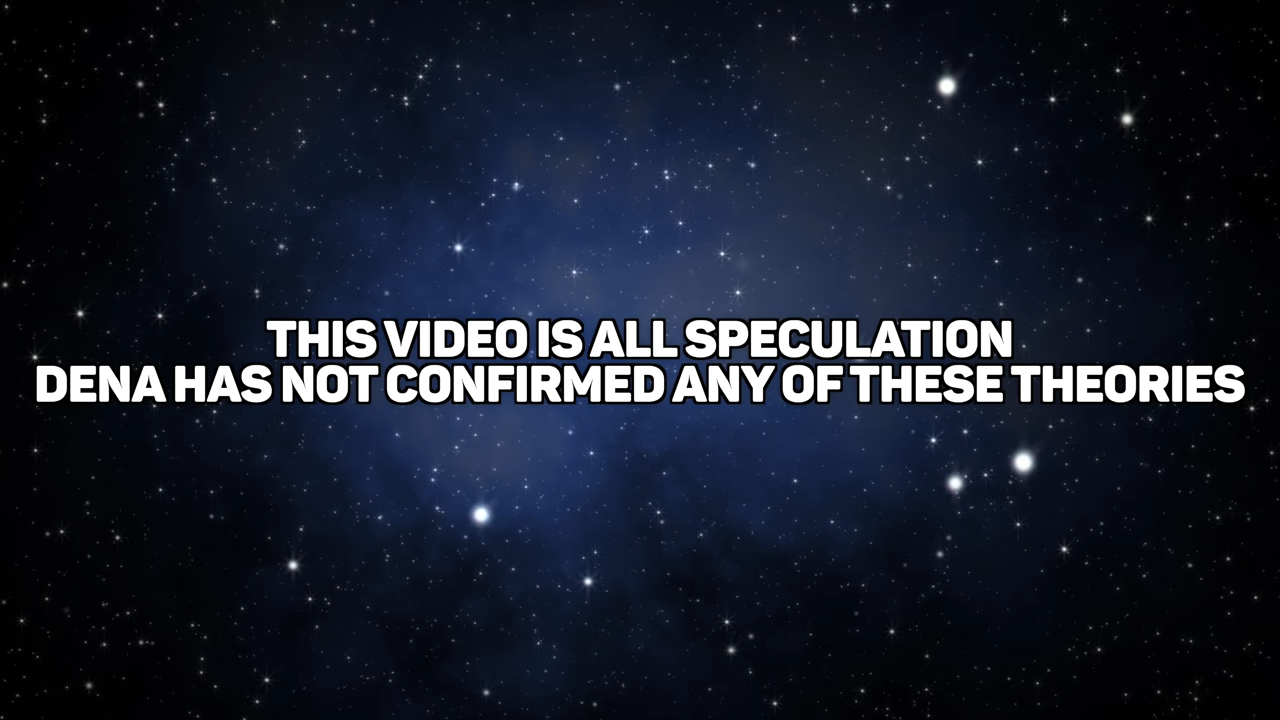 THIS VIDEO IS ALL SPECULATION
DENA HAS NOT CONFIRMED ANY OF THESE THEORIES